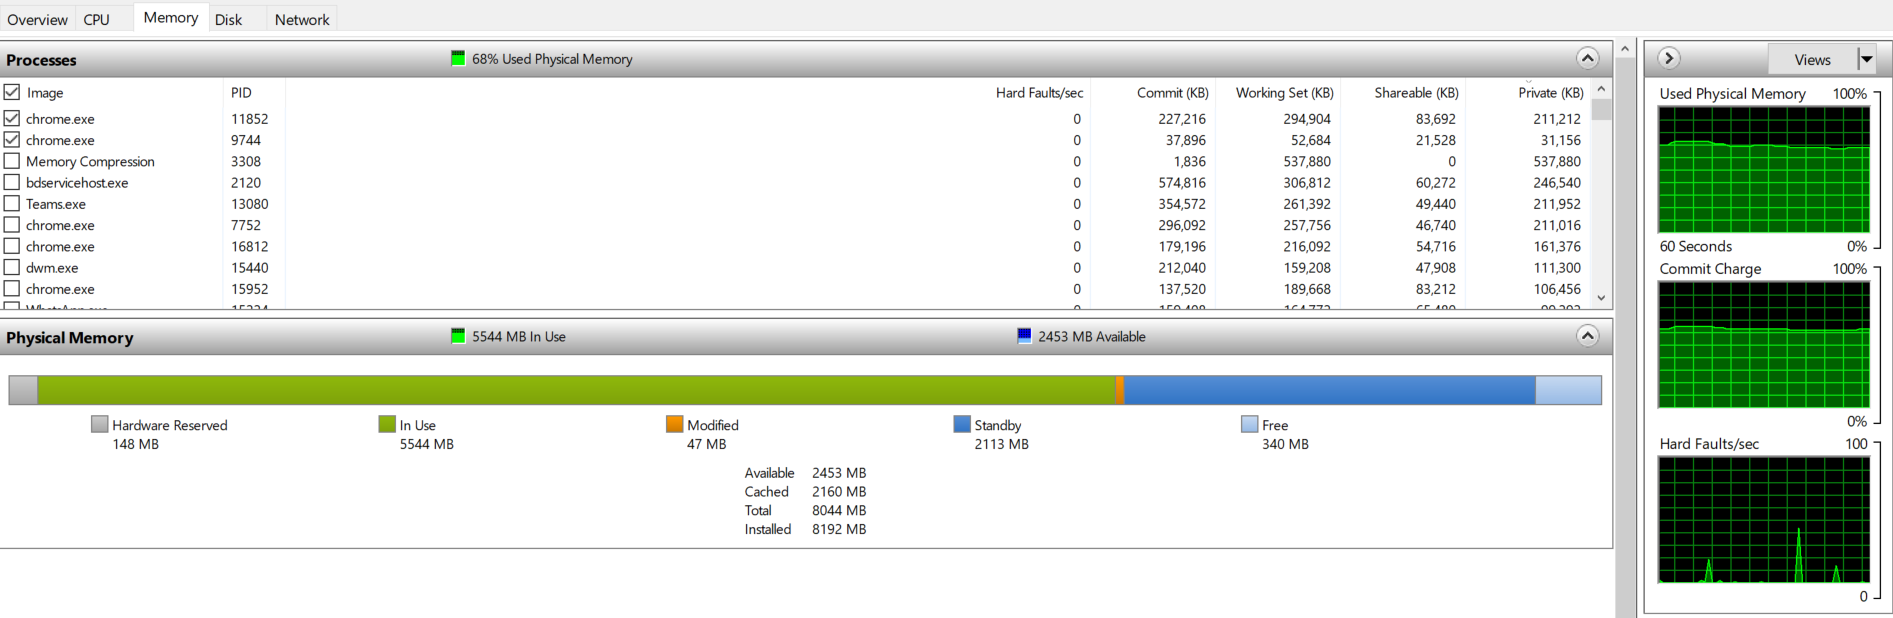 Overview CPU Memory Disk Network
Processes 68% Used Physical Memory
Image PID Hard Faults/sec Commit (KB) Working Set (KB) Shareable (KB) Private (KB)
chrome.exe 11852 0 227,216 294,904 83,692 211,212
chrome.exe 9744 0 37,896 52,684 21,528 31,156
Memory Compression 3308 0 1,836 537,880 0 537,880
bdservicehost.exe 2120 0 574,816 306,812 60,272 246,540
Teams.exe 13080 0 354,572 261,392 49,440 211,952
chrome.exe 7752 0 296,092 257,756 46,740 211,016
chrome.exe 16812 0 179,196 216,092 54,716 161,376
dwm.exe 15440 0 212,040 159,208 47,908 111,300
chrome.exe 15952 0 137,520 189,668 83,212 106,456
Physical Memory 5544 MB In Use 2453 MB Available
Hardware Reserved In Use Modified Standby Free
148 MB 5544 MB 47 MB 2113 MB 340 MB
Available 2453 MB
Cached 2160 MB
Total 8044 MB
Installed 8192 MB
Views
Used Physical Memory 100%
60 Seconds 0%
Commit Charge 100%
0%
Hard Faults/sec 100
0